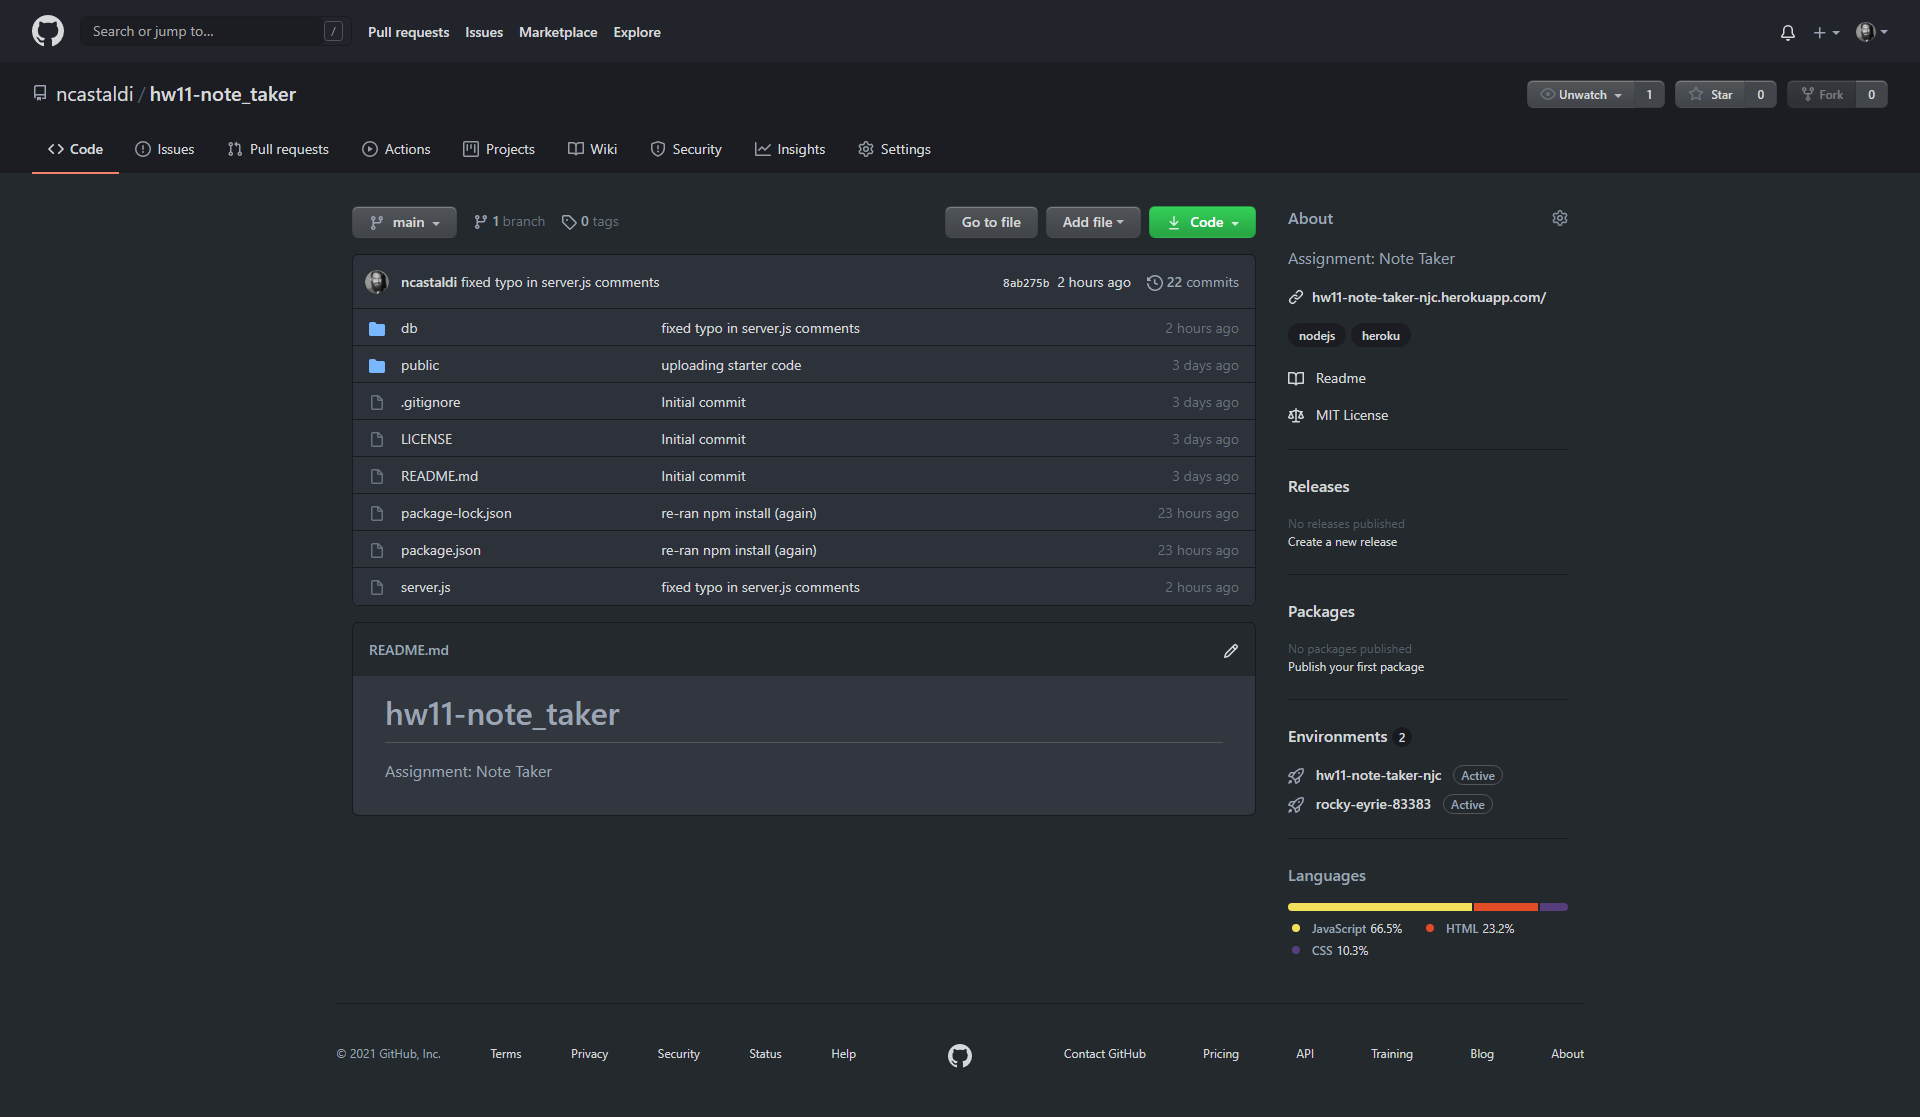 Search or jump to... /
Pull requests Issues Marketplace Explore
ncastaldi / hw11-note_taker
Unwatch 1 Star 0 Fork 0
Code Issues Pull requests Actions Projects Wiki Security Insights Settings
main 1 branch 0 tags
Go to file Add file Code
ncastaldi fixed typo in server.js comments 8ab275b 2 hours ago 22 commits
db fixed typo in server.js comments 2 hours ago
public uploading starter code 3 days ago
.gitignore Initial commit 3 days ago
LICENSE Initial commit 3 days ago
README.md Initial commit 3 days ago
package-lock.json re-ran npm install (again) 23 hours ago
package.json re-ran npm install (again) 23 hours ago
server.js fixed typo in server.js comments 2 hours ago
README.md
hw11-note_taker
Assignment: Note Taker
About
Assignment: Note Taker
hw11-note-taker-njc.herokuapp.com/
nodejs heroku
Readme
MIT License
Releases
No releases published
Create a new release
Packages
No packages published
Publish your first package
Environments 2
hw11-note-taker-njc Active
rocky-eyrie-83383 Active
Languages
JavaScript 66.5% HTML 23.2%
CSS 10.3%
© 2021 GitHub, Inc. Terms Privacy Security Status Help Contact GitHub Pricing API Training Blog About